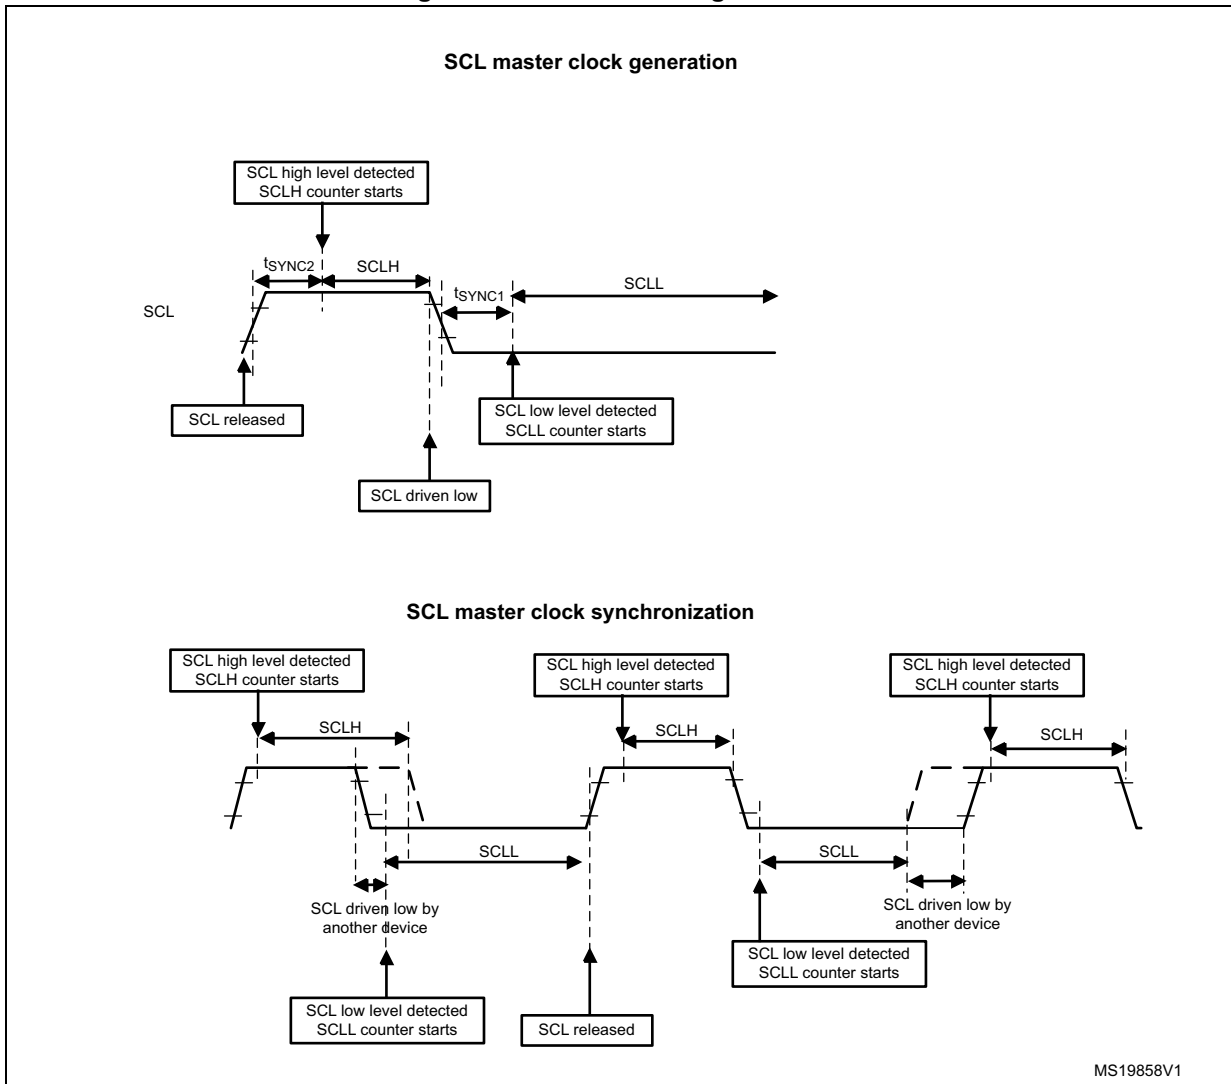 SCL master clock generation
SCL high level detected
SCLH counter starts
tSYNC2
SCLH
SCLL
tSYNC1
SCL
SCL released
SCL low level detected
SCLL counter starts
SCL driven low
SCL master clock synchronization
SCL high level detected
SCLH counter starts
SCL high level detected
SCLH counter starts
SCL high level detected
SCLH counter starts
SCLH
SCLH
SCLH
SCLL
SCLL
SCL driven low by
another device
SCL driven low by
another device
SCL low level detected
SCLL counter starts
SCL low level detected
SCLL counter starts
SCL released
MS19858V1